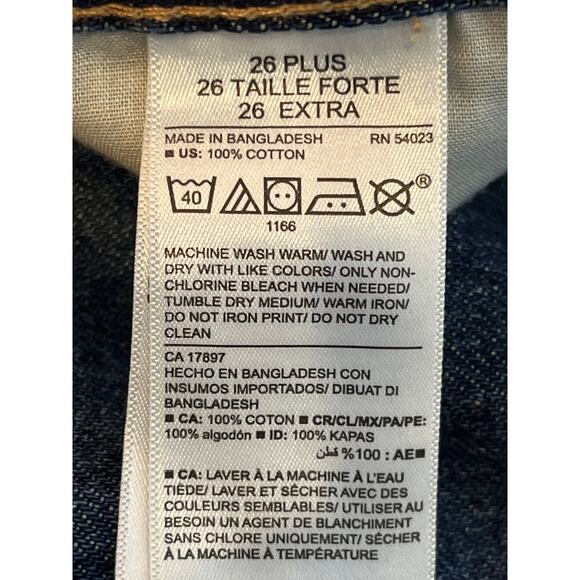 26 PLUS
26 TAILLE FORTE
26 EXTRA
MADE IN BANGLADESH RN 54023
■ US: 100% COTTON
40 ®
1166
MACHINE WASH WARM/ WASH AND
DRY WITH LIKE COLORS/ ONLY NON-
CHLORINE BLEACH WHEN NEEDED/
TUMBLE DRY MEDIUM/ WARM IRON/
DO NOT IRON PRINT/ DO NOT DRY
CLEAN
CA 17897
HECHO EN BANGLADESH CON
INSUMOS IMPORTADOS/ DIBUAT DI
BANGLADESH
■ CA: 100% COTON ■ CR/CL/MX/PA/PE:
100% algodón ■ ID: 100% KAPAS
■AE : 100% قطن
■ CA: LAVER À LA MACHINE À L'EAU
TIÈDE/ LAVER ET SÉCHER AVEC DES
COULEURS SEMBLABLES/ UTILISER AU
BESOIN UN AGENT DE BLANCHIMENT
SANS CHLORE UNIQUEMENT/ SÉCHER
À LA MACHINE À TEMPÉRATURE